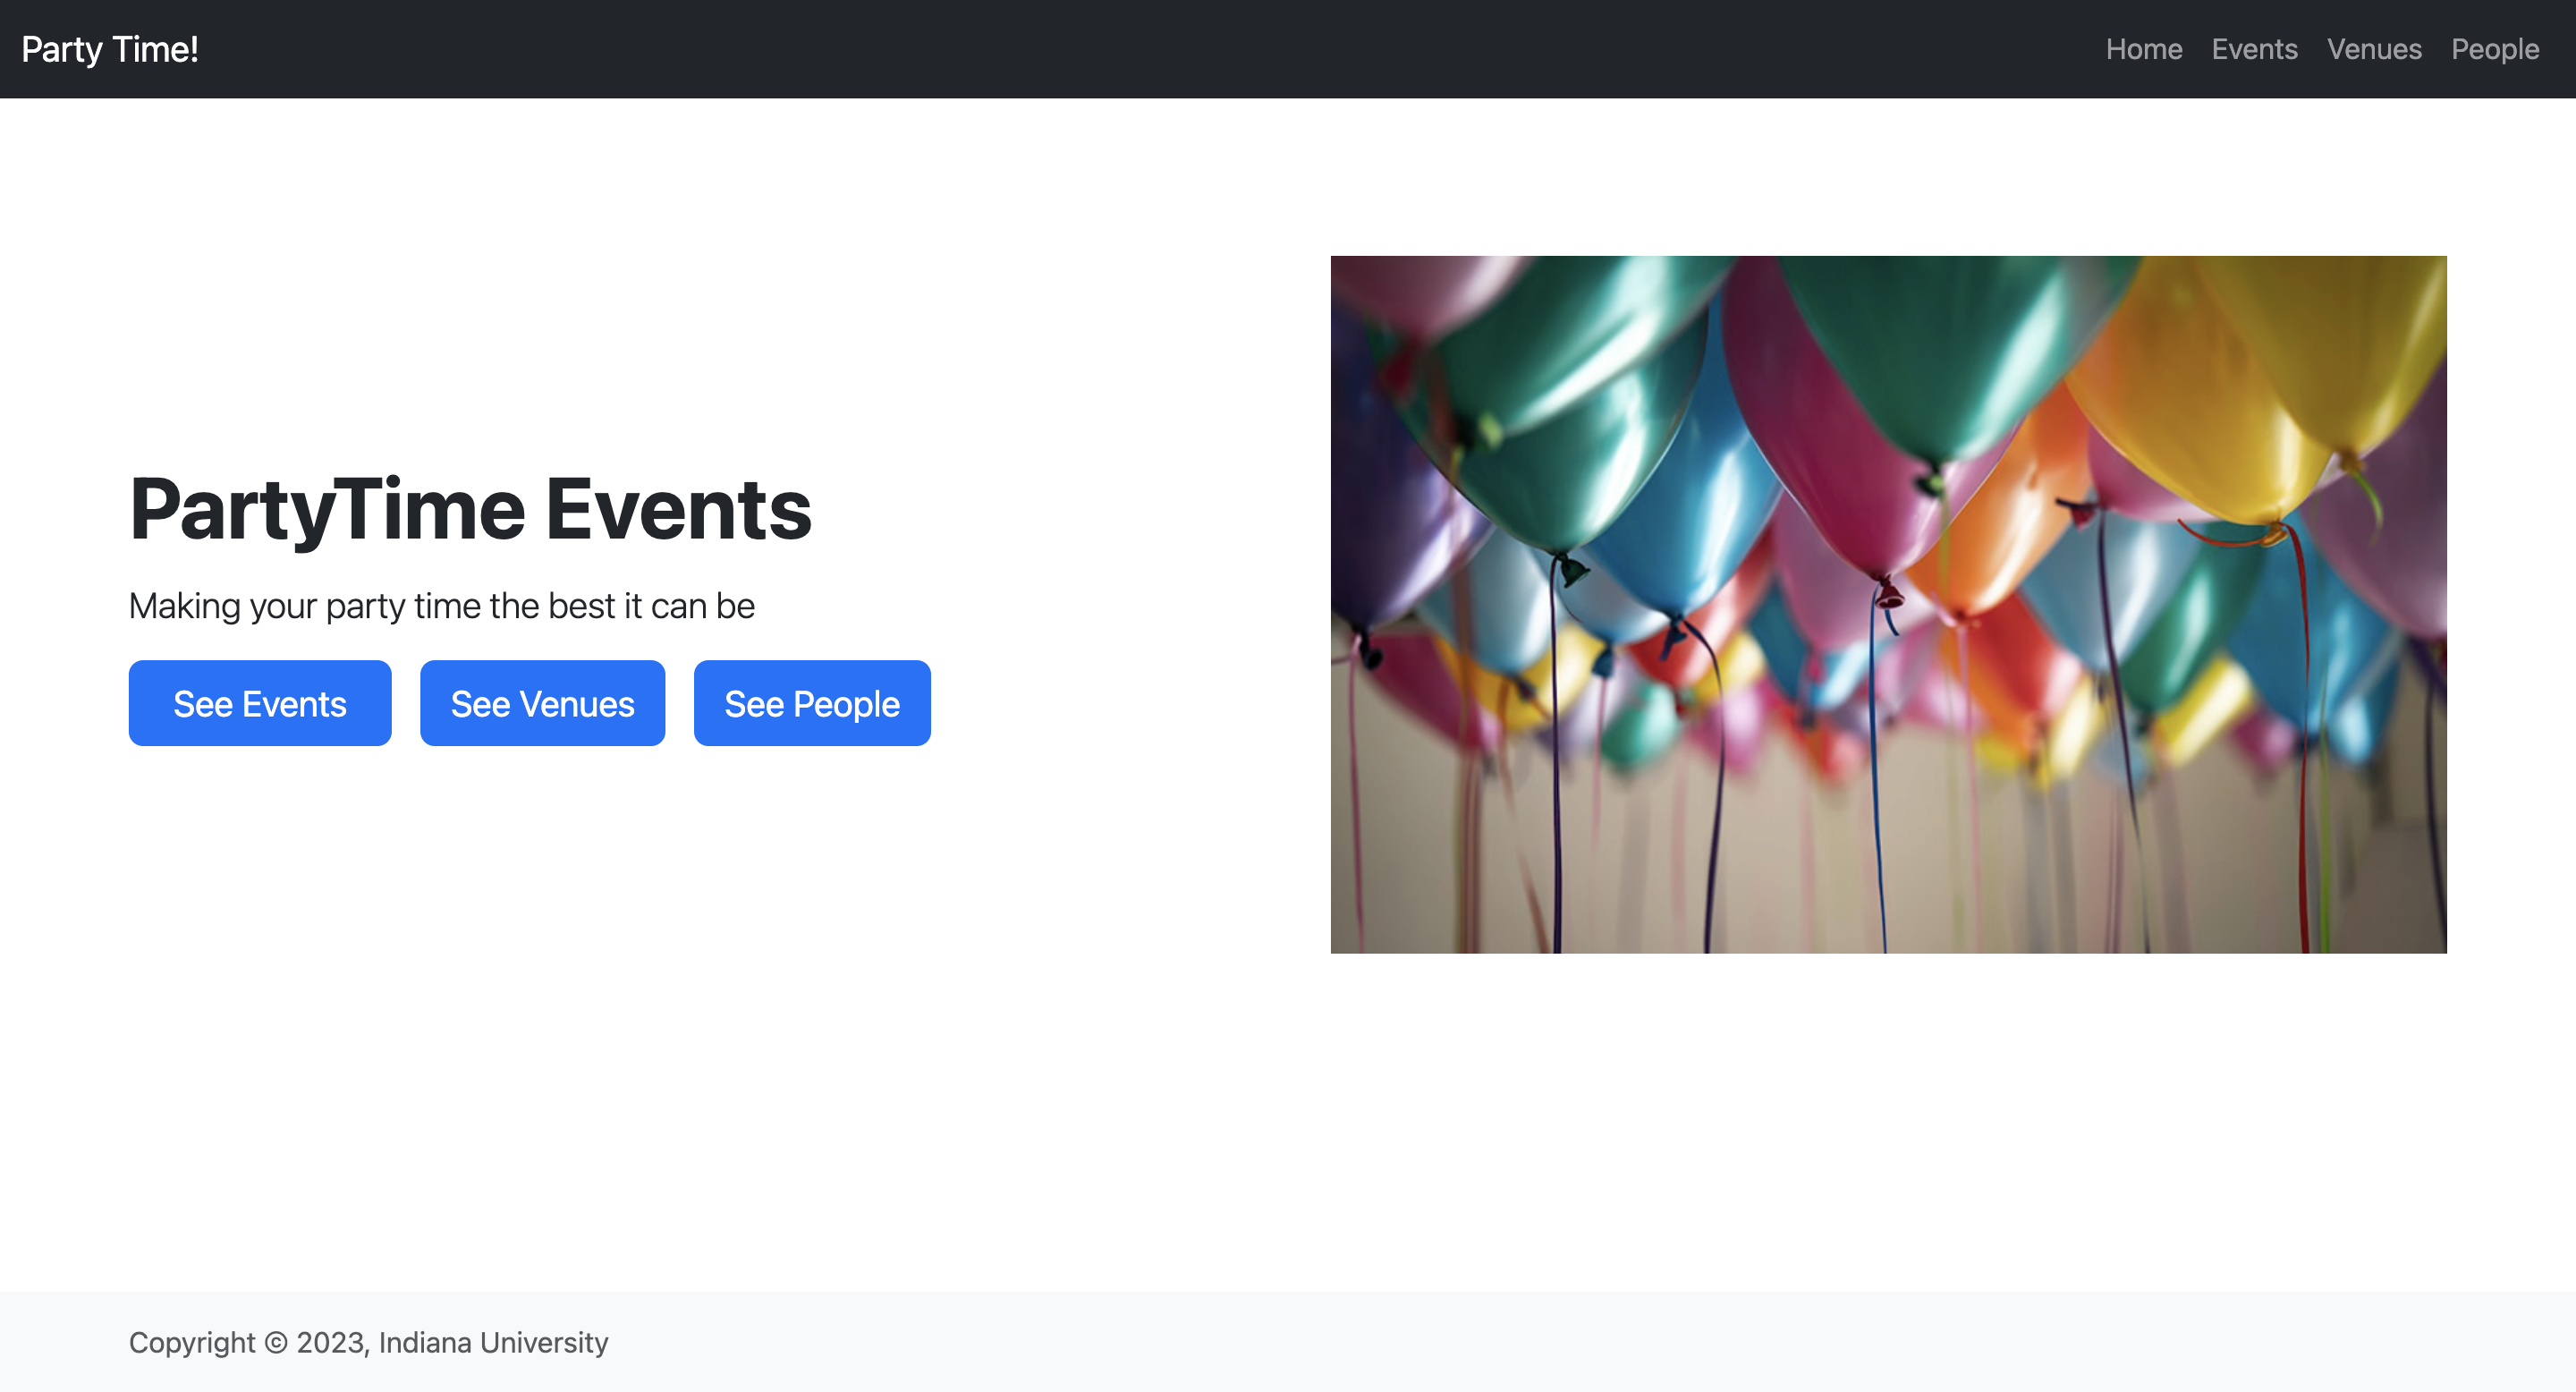 Party Time!
Home Events Venues People
PartyTime Events
Making your party time the best it can be
See Events See Venues See People
Copyright © 2023, Indiana University